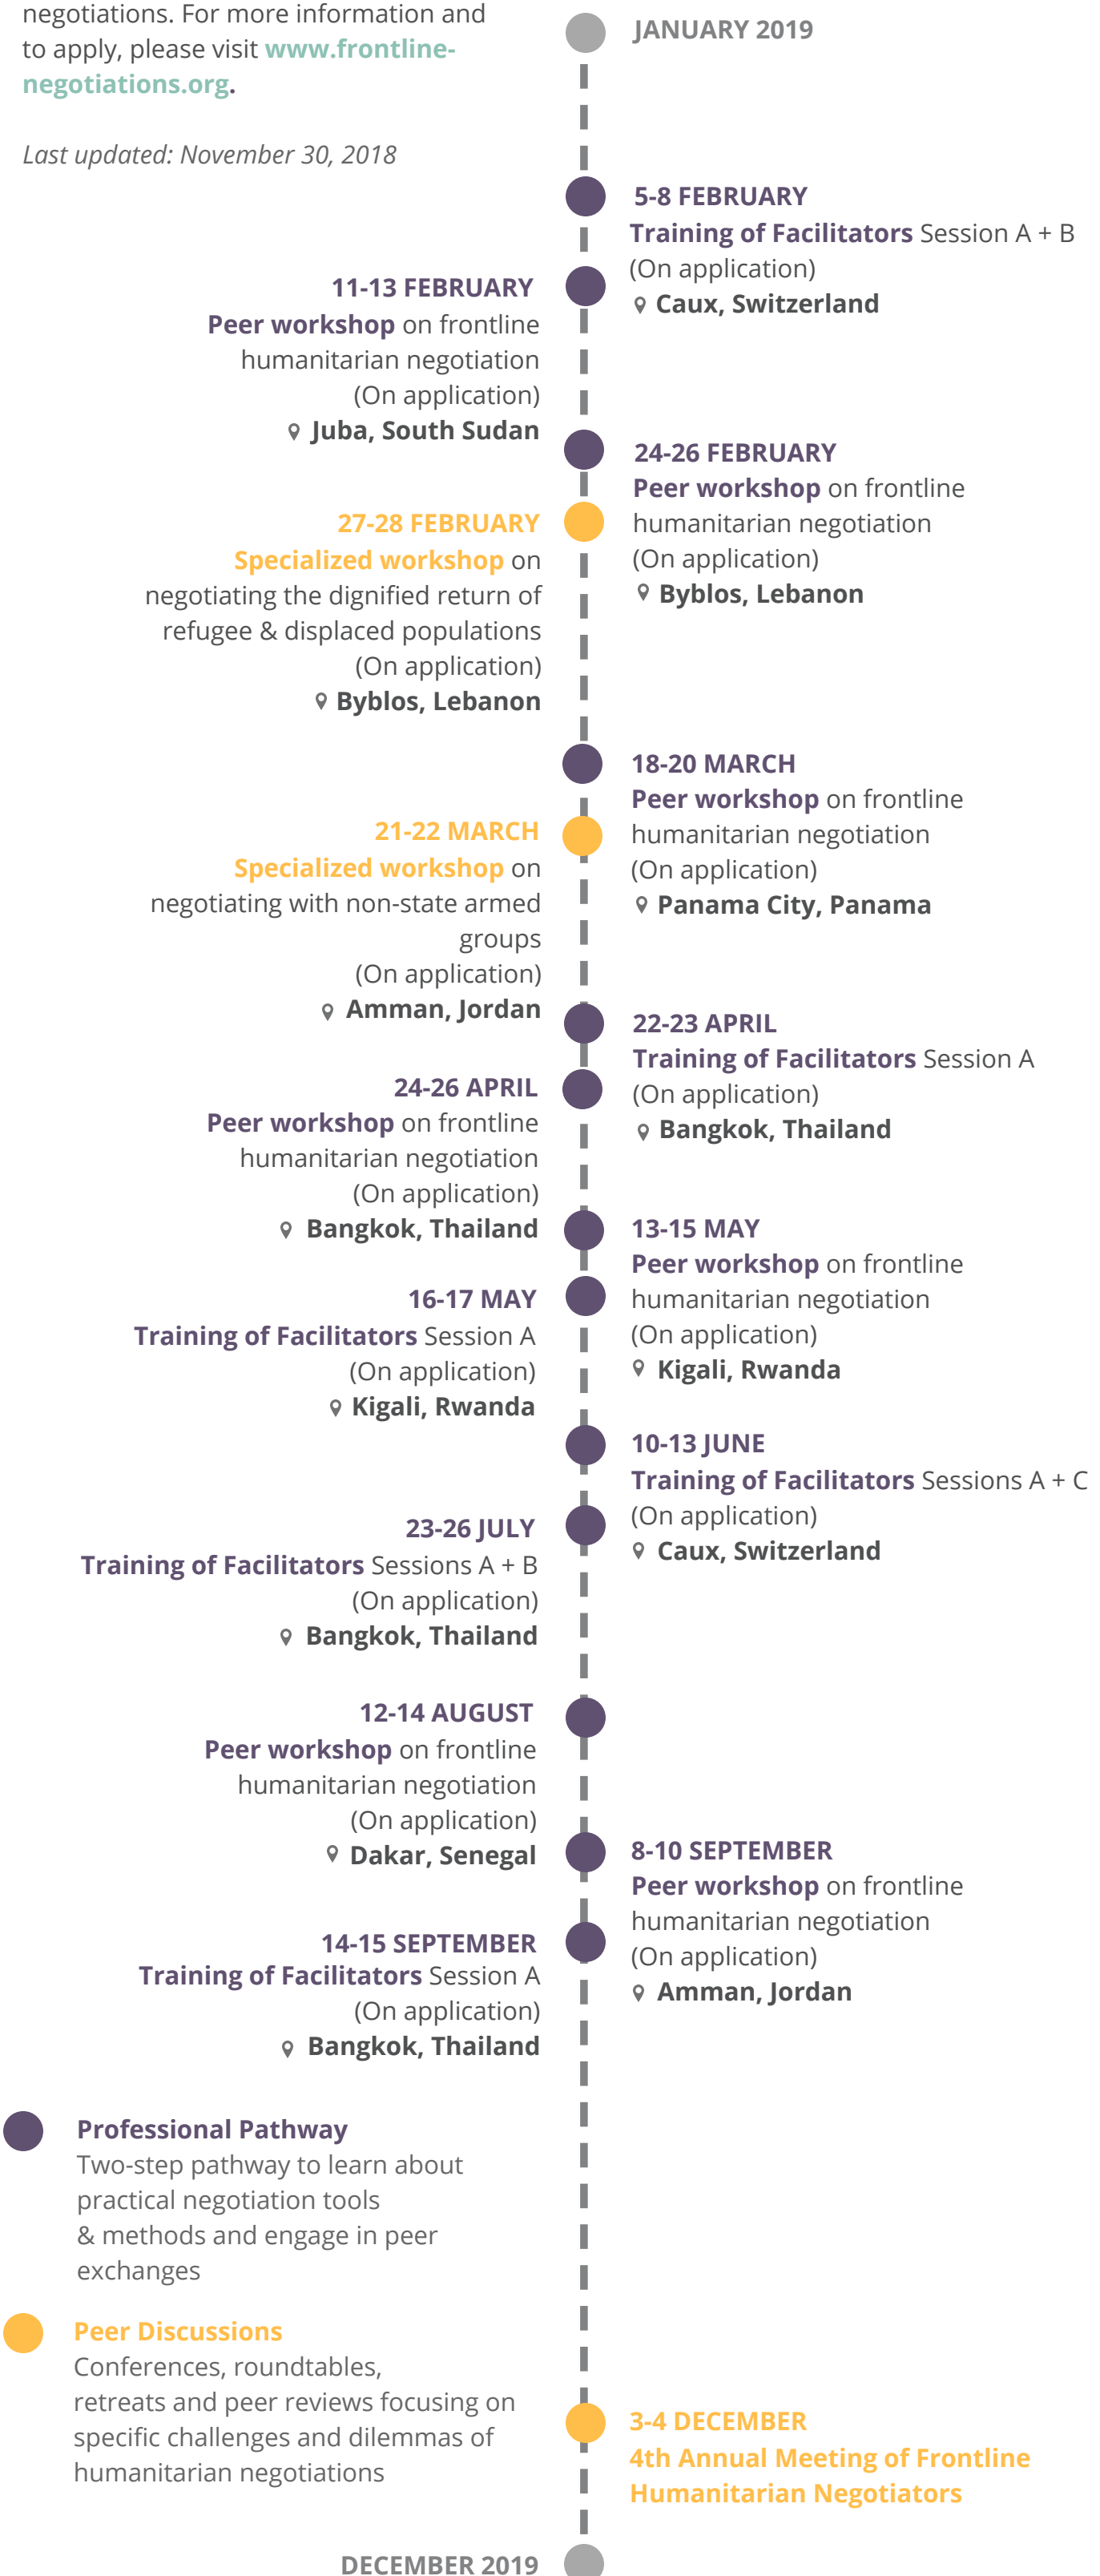 negotiations. For more information and
to apply, please visit www.frontline-
negotiations.org.
Last updated: November 30, 2018
JANUARY 2019
5-8 FEBRUARY
Training of Facilitators Session A + B
(On application)
Caux, Switzerland
11-13 FEBRUARY
Peer workshop on frontline
humanitarian negotiation
(On application)
Juba, South Sudan
24-26 FEBRUARY
Peer workshop on frontline
humanitarian negotiation
(On application)
Byblos, Lebanon
27-28 FEBRUARY
Specialized workshop on
negotiating the dignified return of
refugee & displaced populations
(On application)
Byblos, Lebanon
18-20 MARCH
Peer workshop on frontline
humanitarian negotiation
(On application)
Panama City, Panama
21-22 MARCH
Specialized workshop on
negotiating with non-state armed
groups
(On application)
Amman, Jordan
22-23 APRIL
Training of Facilitators Session A
(On application)
Bangkok, Thailand
24-26 APRIL
Peer workshop on frontline
humanitarian negotiation
(On application)
Bangkok, Thailand
13-15 MAY
Peer workshop on frontline
humanitarian negotiation
(On application)
Kigali, Rwanda
16-17 MAY
Training of Facilitators Session A
(On application)
Kigali, Rwanda
10-13 JUNE
Training of Facilitators Sessions A + C
(On application)
Caux, Switzerland
23-26 JULY
Training of Facilitators Sessions A + B
(On application)
Bangkok, Thailand
12-14 AUGUST
Peer workshop on frontline
humanitarian negotiation
(On application)
Dakar, Senegal
8-10 SEPTEMBER
Peer workshop on frontline
humanitarian negotiation
(On application)
Amman, Jordan
14-15 SEPTEMBER
Training of Facilitators Session A
(On application)
Bangkok, Thailand
Professional Pathway
Two-step pathway to learn about
practical negotiation tools
& methods and engage in peer
exchanges
Peer Discussions
Conferences, roundtables,
retreats and peer reviews focusing on
specific challenges and dilemmas of
humanitarian negotiations
3-4 DECEMBER
4th Annual Meeting of Frontline
Humanitarian Negotiators
DECEMBER 2019